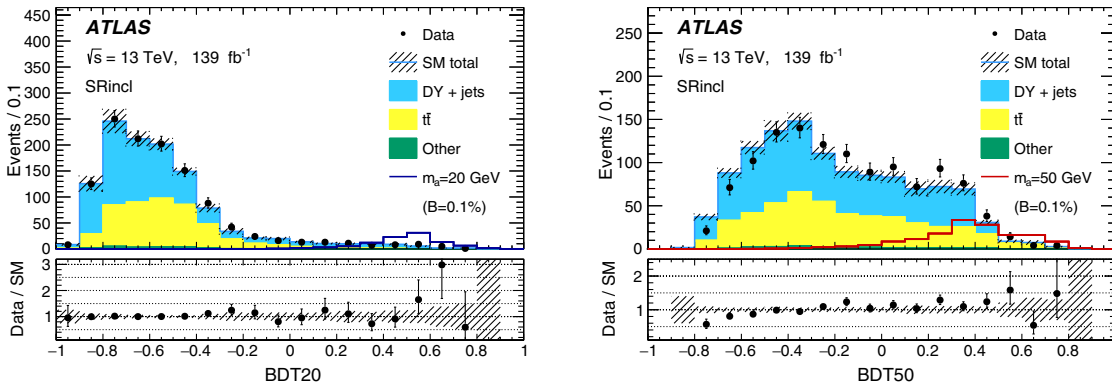 ATLAS
√s = 13 TeV, 139 fb⁻¹
SRincl
Data
SM total
DY + jets
tt̄
Other
mₐ=20 GeV
(B=0.1%)
Events / 0.1
450
400
350
300
250
200
150
100
50
0
Data / SM
3
2
1
−1 −0.8 −0.6 −0.4 −0.2 0 0.2 0.4 0.6 0.8 1
BDT20
ATLAS
√s = 13 TeV, 139 fb⁻¹
SRincl
Data
SM total
DY + jets
tt̄
Other
mₐ=50 GeV
(B=0.1%)
Events / 0.1
250
200
150
100
50
0
Data / SM
2
1
−1 −0.8 −0.6 −0.4 −0.2 0 0.2 0.4 0.6 0.8 1
BDT50